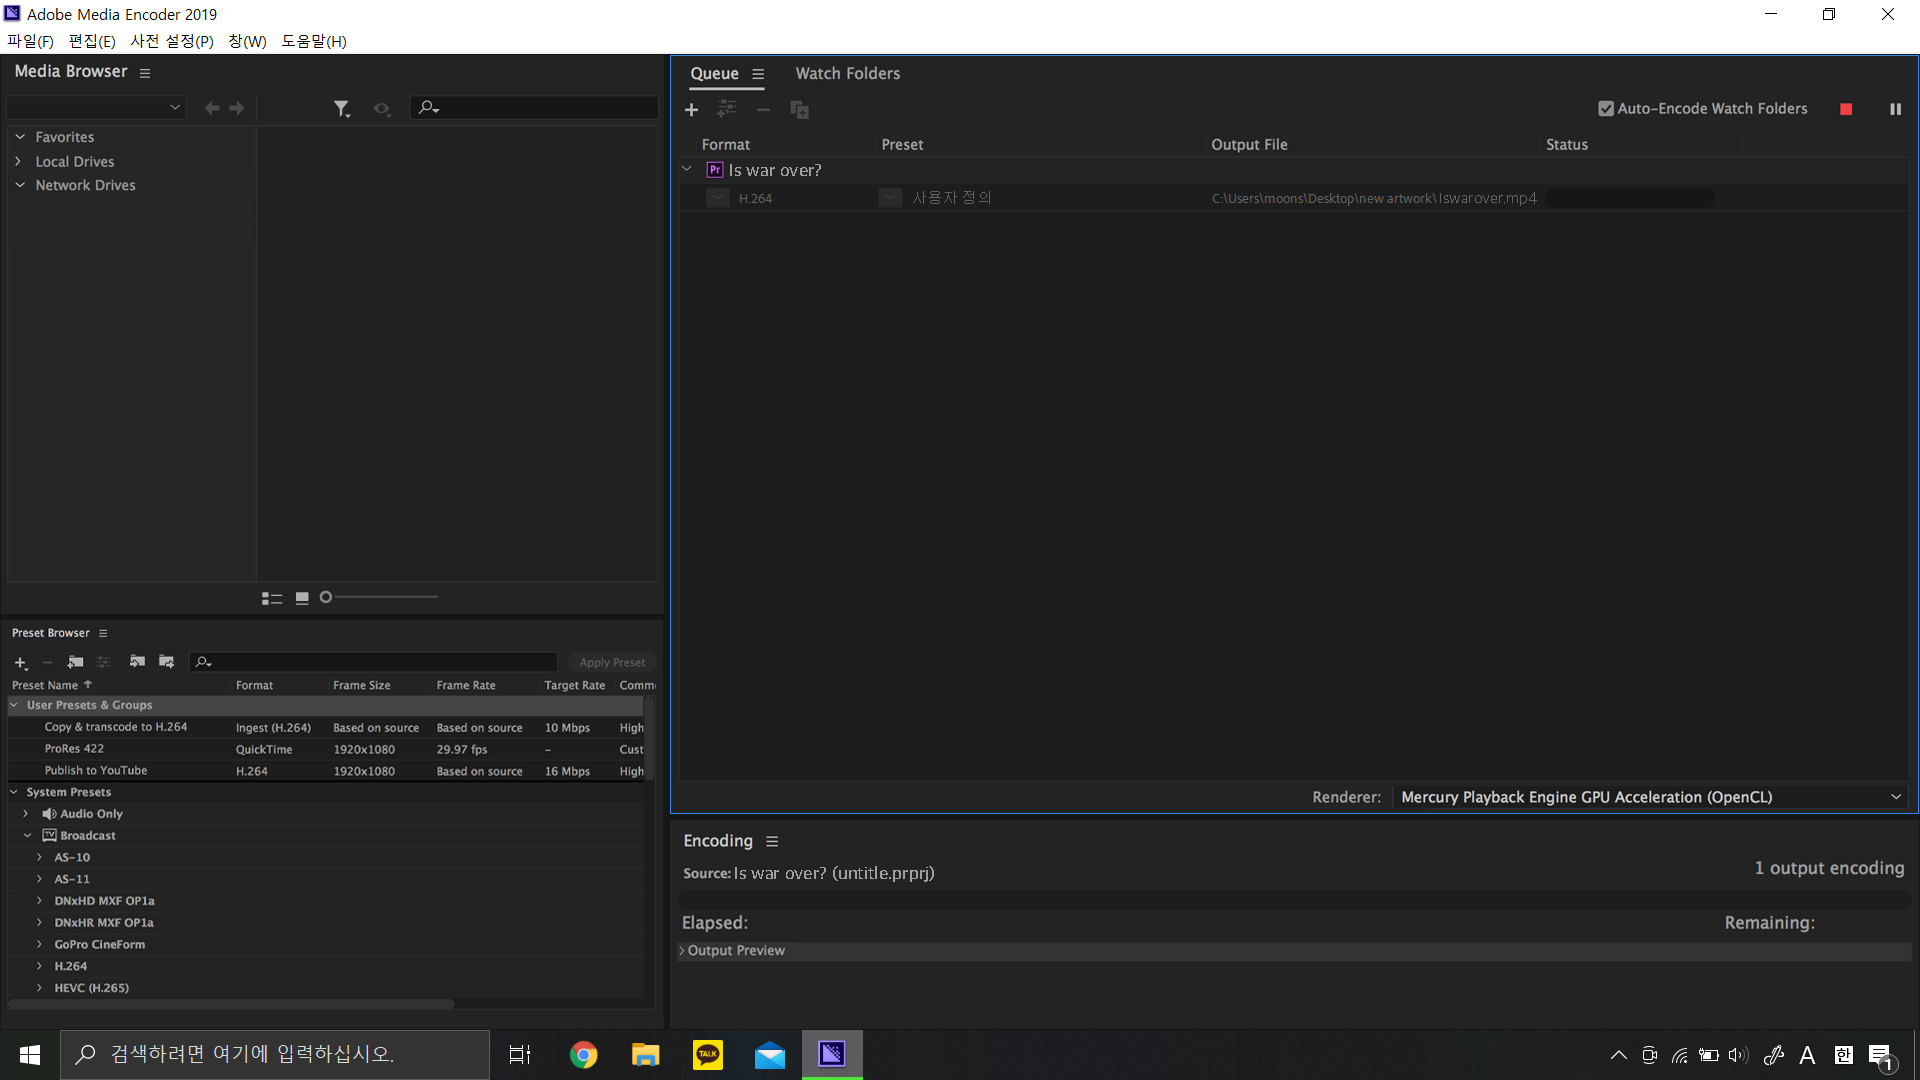 Adobe Media Encoder 2019
파일(F) 편집(E) 사전 설정(P) 창(W) 도움말(H)
Media Browser
Favorites
Local Drives
Network Drives
Queue Watch Folders
Auto-Encode Watch Folders
Format Preset Output File Status
Pr Is war over?
H.264 사용자 정의 C:\Users\moons\Desktop\new artwork\Iswarover.mp4
Renderer: Mercury Playback Engine GPU Acceleration (OpenCL)
Preset Browser
Apply Preset
Preset Name Format Frame Size Frame Rate Target Rate Comm
User Presets & Groups
Copy & transcode to H.264 Ingest (H.264) Based on source Based on source 10 Mbps High
ProRes 422 QuickTime 1920x1080 29.97 fps – Cust
Publish to YouTube H.264 1920x1080 Based on source 16 Mbps High
System Presets
Audio Only
TV Broadcast
AS-10
AS-11
DNxHD MXF OP1a
DNxHR MXF OP1a
GoPro CineForm
H.264
HEVC (H.265)
Encoding
Source: Is war over? (untitle.prprj)
1 output encoding
Elapsed: Remaining:
Output Preview
검색하려면 여기에 입력하십시오.
TALK
A 한 1